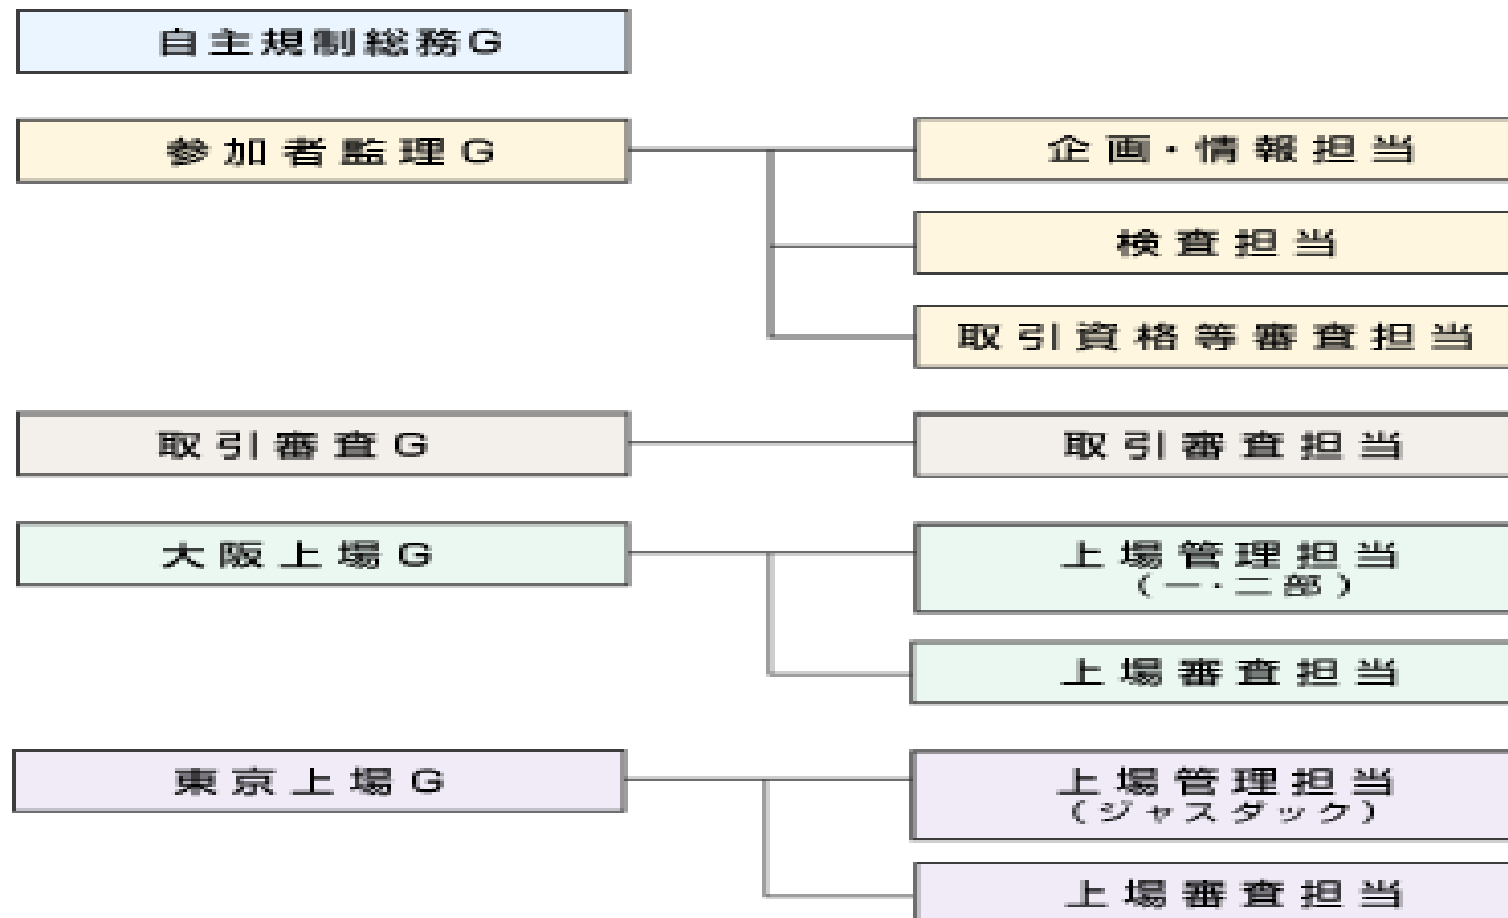 自主規制総務G
参加者監理G
企画・情報担当
検査担当
取引資格等審査担当
取引審査G
取引審査担当
大阪上場G
上場管理担当
(一・二部)
上場審査担当
東京上場G
上場管理担当
(ジャスダック)
上場審査担当